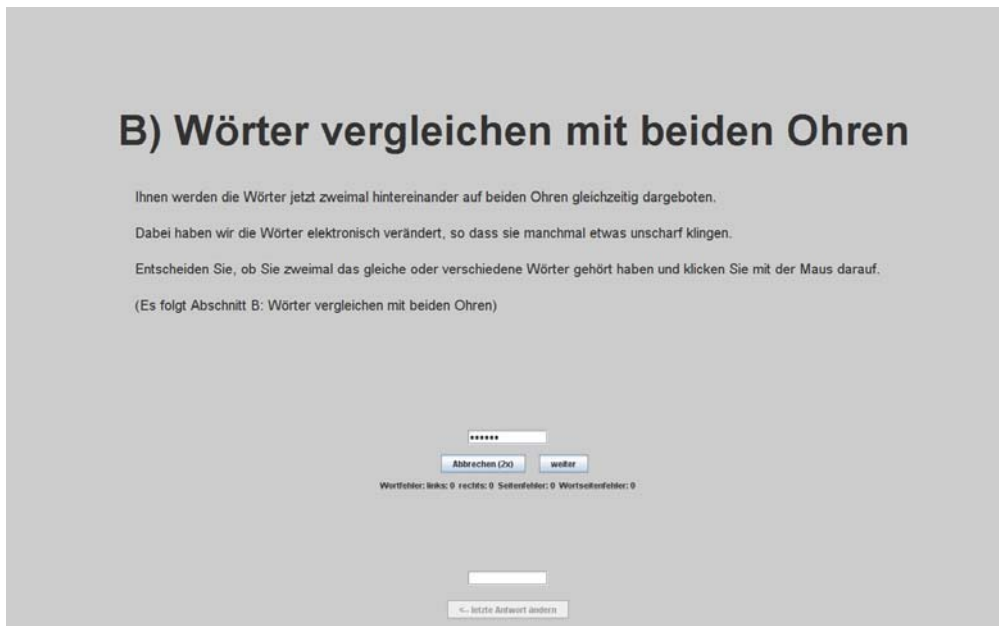 B) Wörter vergleichen mit beiden Ohren
Ihnen werden die Wörter jetzt zweimal hintereinander auf beiden Ohren gleichzeitig dargeboten.
Dabei haben wir die Wörter elektronisch verändert, so dass sie manchmal etwas unscharf klingen.
Entscheiden Sie, ob Sie zweimal das gleiche oder verschiedene Wörter gehört haben und klicken Sie mit der Maus darauf.
(Es folgt Abschnitt B: Wörter vergleichen mit beiden Ohren)
••••••
Abbrechen (2x) weiter
Wortfehler: links: 0 rechts: 0 Seitenfehler: 0 Wortseitenfehler: 0
<- letzte Antwort ändern